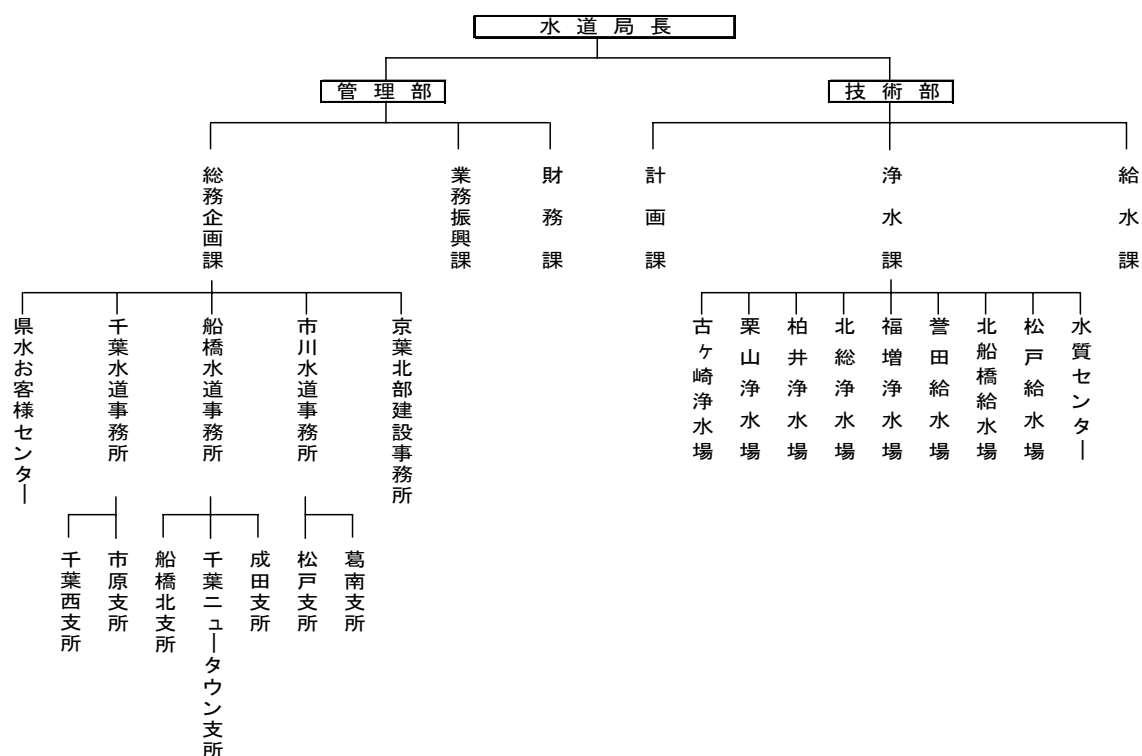 水道局長
管理部
技術部
総務企画課
業務振興課
財務課
計画課
浄水課
給水課
県水お客様センター
千葉水道事務所
船橋水道事務所
市川水道事務所
京葉北部建設事務所
古ヶ崎浄水場
栗山浄水場
柏井浄水場
北総浄水場
福増浄水場
誉田給水場
北船橋給水場
松戸給水場
水質センター
千葉西支所
市原支所
船橋北支所
千葉ニュータウン支所
成田支所
松戸支所
葛南支所